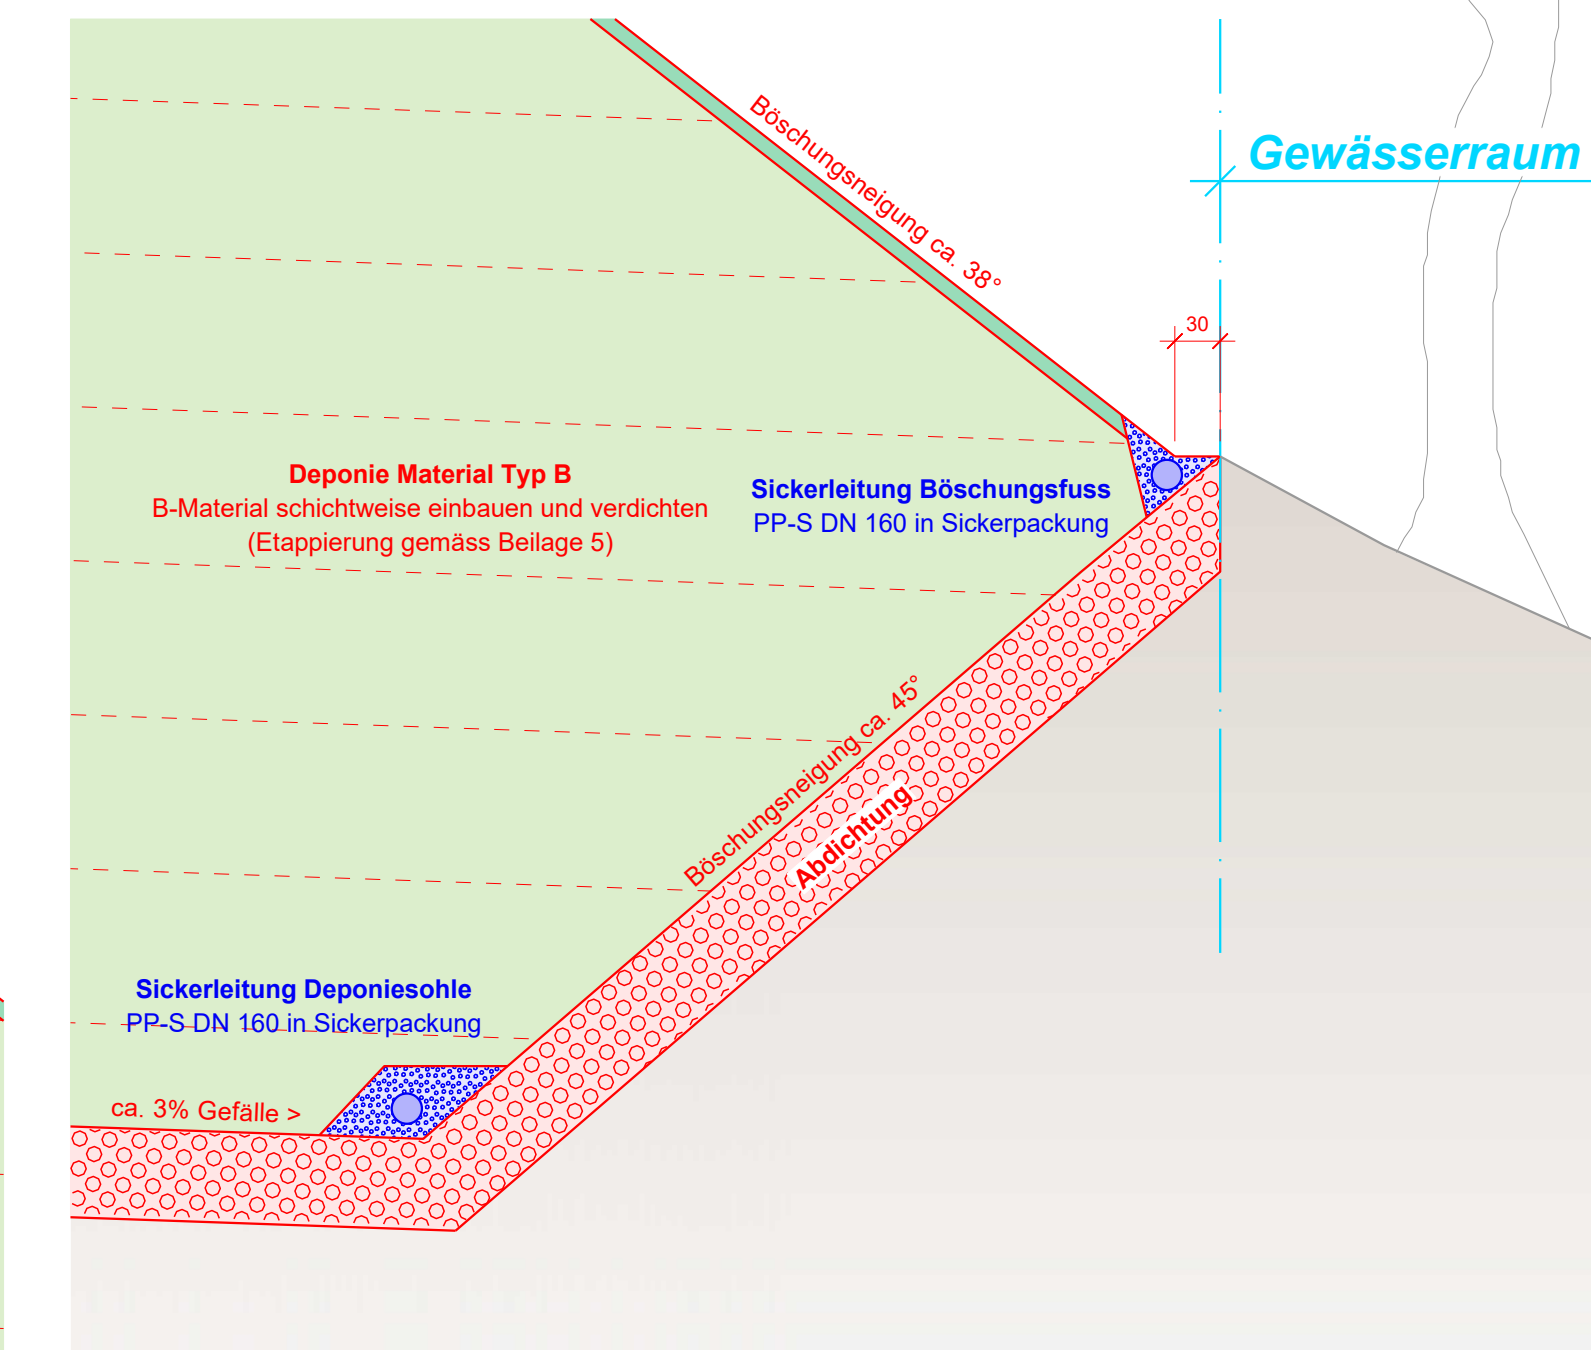 Böschungsneigung ca. 38°
Gewässerraum
30
Deponie Material Typ B
B-Material schichtweise einbauen und verdichten
(Etappierung gemäss Beilage 5)
Sickerleitung Böschungsfuss
PP-S DN 160 in Sickerpackung
Böschungsneigung ca. 45°
Abdichtung
Sickerleitung Deponiesohle
PP-S DN 160 in Sickerpackung
ca. 3% Gefälle >